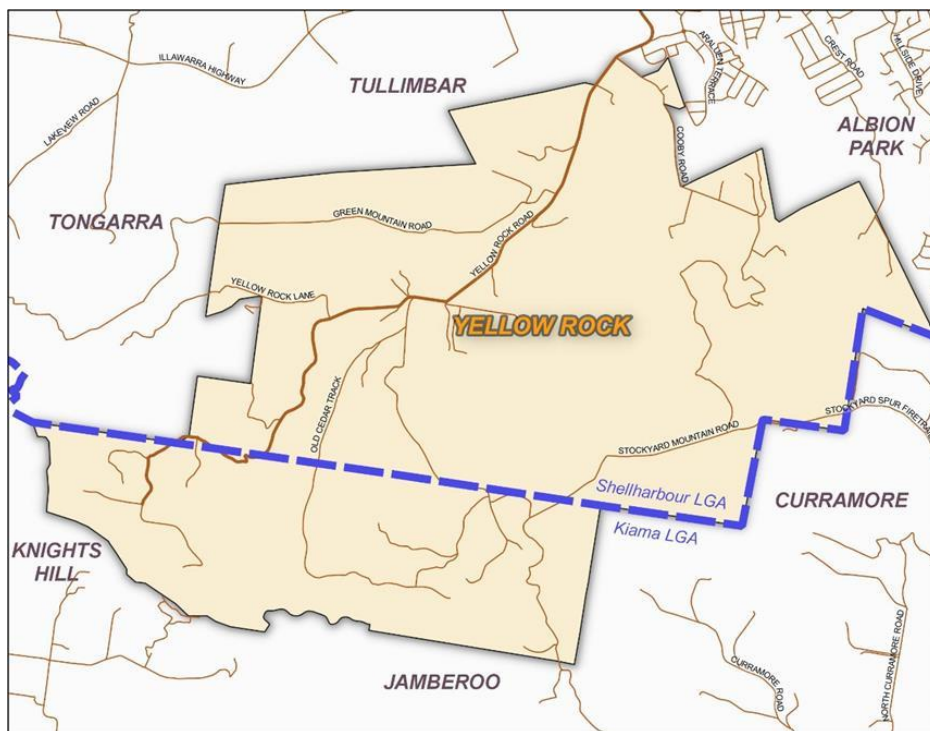 ILLAWARRA HIGHWAY
ARALUEN TERRACE
CREST ROAD
HILLSIDE DRIVE
TULLIMBAR
LAKEVIEW ROAD
ALBION
PARK
COOBY ROAD
TONGARRA
GREEN MOUNTAIN ROAD
YELLOW ROCK ROAD
YELLOW ROCK LANE
YELLOW ROCK
OLD CEDAR TRACK
STOCKYARD SPUR FIRETRAIL
STOCKYARD MOUNTAIN ROAD
Shellharbour LGA
CURRAMORE
Kiama LGA
KNIGHTS
HILL
JAMBEROO
CURRAMORE ROAD
NORTH CURRAMORE ROAD